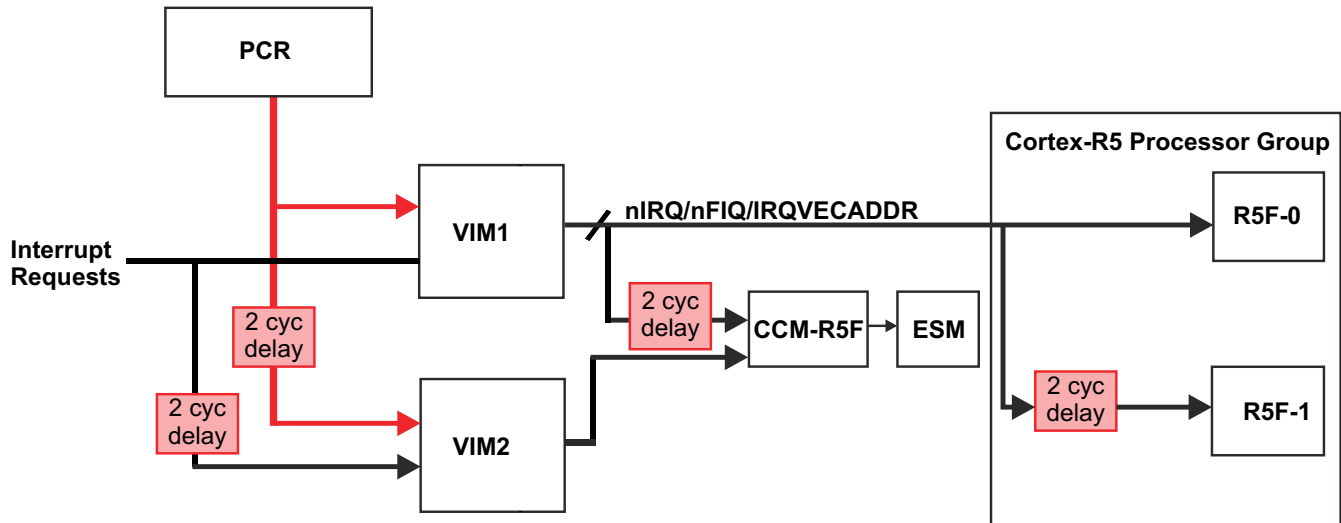 PCR
Cortex-R5 Processor Group
nIRQ/nFIQ/IRQVECADDR
VIM1
R5F-0
Interrupt
Requests
2 cyc
delay
2 cyc
delay
CCM-R5F
ESM
2 cyc
delay
VIM2
2 cyc
delay
R5F-1